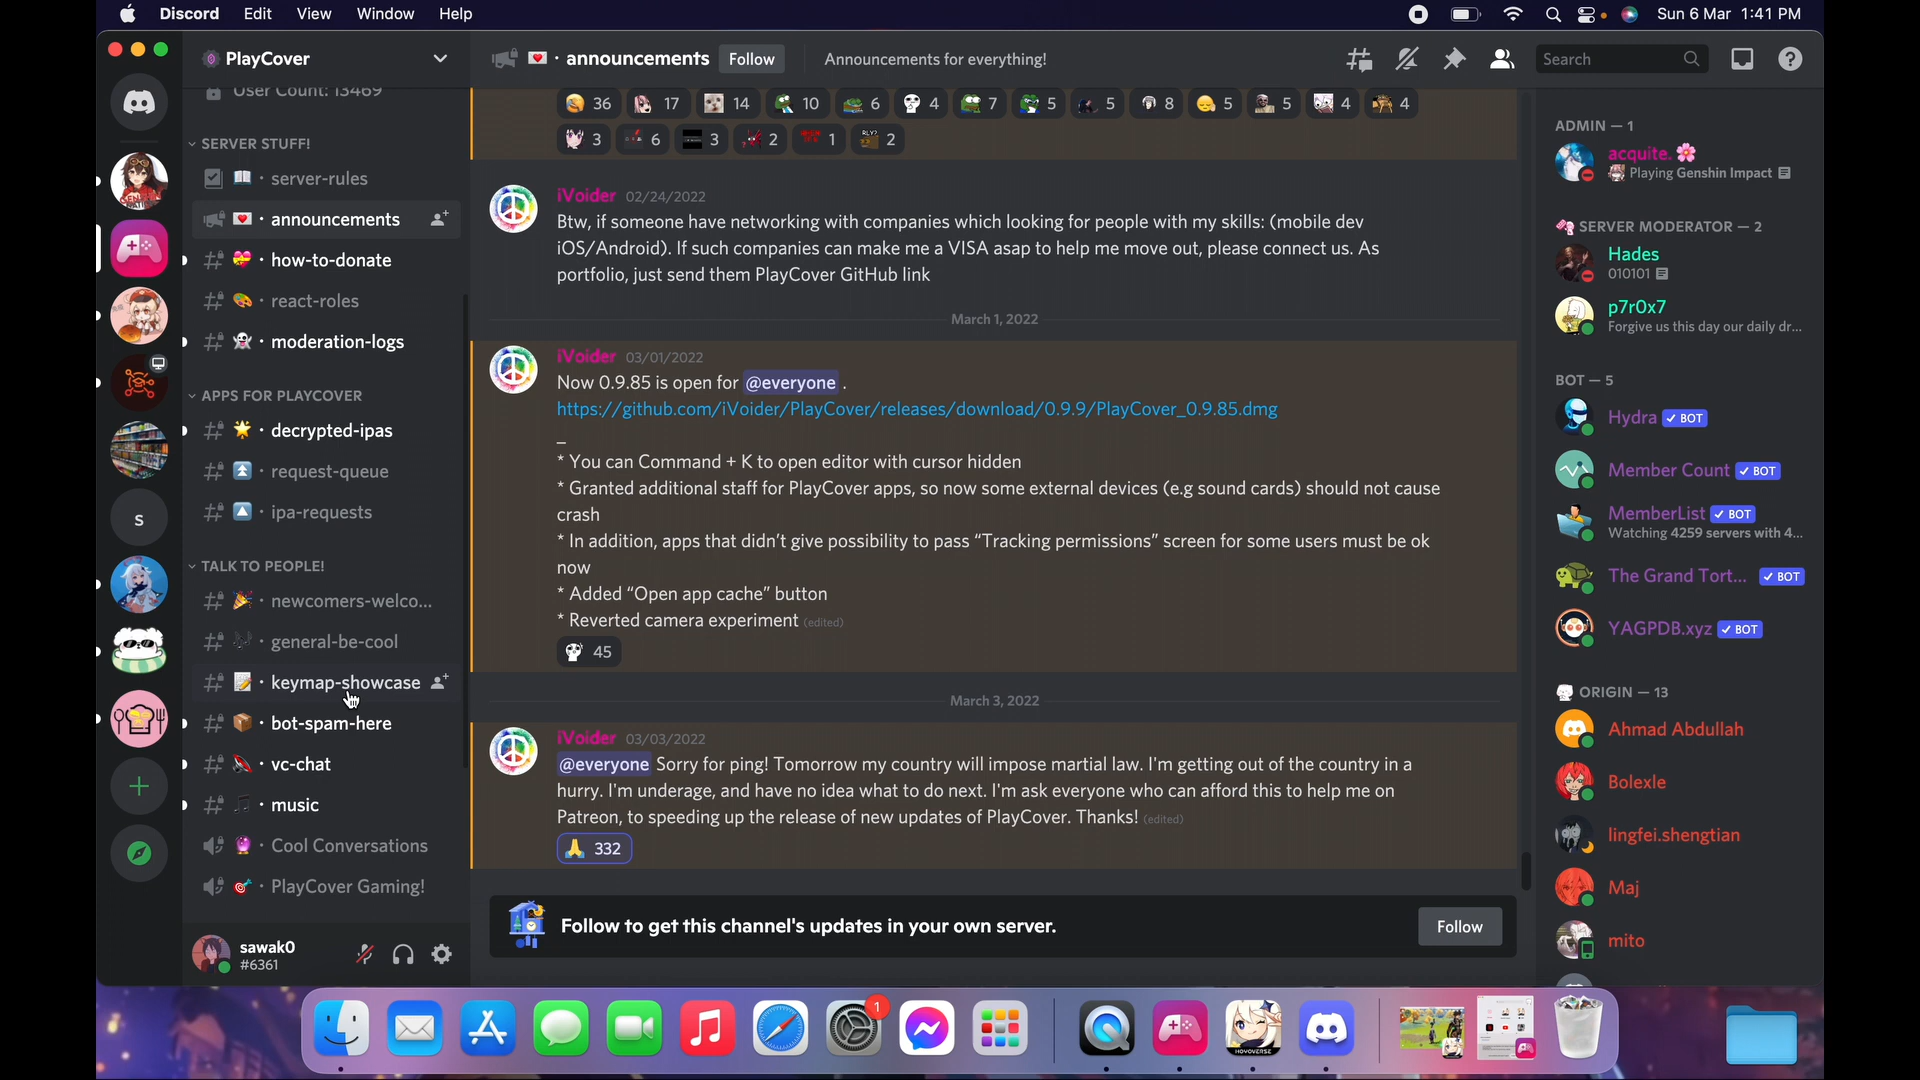 Discord Edit View Window Help
Sun 6 Mar 1:41 PM
PlayCover
User Count: 13469
SERVER STUFF!
server-rules
announcements
how-to-donate
react-roles
moderation-logs
APPS FOR PLAYCOVER
decrypted-ipas
request-queue
ipa-requests
TALK TO PEOPLE!
newcomers-welco...
general-be-cool
keymap-showcase
bot-spam-here
vc-chat
music
Cool Conversations
PlayCover Gaming!
s
sawak0
#6361
announcements Follow Announcements for everything!
Search
36 17 14 10 6 4 7 5 5 8 5 5 4 4
3 6 3 2 1 2
iVoider 02/24/2022
Btw, if someone have networking with companies which looking for people with my skills: (mobile dev
iOS/Android). If such companies can make me a VISA asap to help me move out, please connect us. As
portfolio, just send them PlayCover GitHub link
March 1, 2022
iVoider 03/01/2022
Now 0.9.85 is open for @everyone .
https://github.com/iVoider/PlayCover/releases/download/0.9.9/PlayCover_0.9.85.dmg
_
* You can Command + K to open editor with cursor hidden
* Granted additional staff for PlayCover apps, so now some external devices (e.g sound cards) should not cause
crash
* In addition, apps that didn't give possibility to pass “Tracking permissions” screen for some users must be ok
now
* Added “Open app cache” button
* Reverted camera experiment (edited)
45
March 3, 2022
iVoider 03/03/2022
@everyone Sorry for ping! Tomorrow my country will impose martial law. I'm getting out of the country in a
hurry. I'm underage, and have no idea what to do next. I'm ask everyone who can afford this to help me on
Patreon, to speeding up the release of new updates of PlayCover. Thanks! (edited)
332
Follow to get this channel's updates in your own server.
Follow
ADMIN — 1
acquite.
Playing Genshin Impact
SERVER MODERATOR — 2
Hades
010101
p7r0x7
Forgive us this day our daily dr...
BOT — 5
Hydra BOT
Member Count BOT
MemberList BOT
Watching 4259 servers with 4...
The Grand Tort... BOT
YAGPDB.xyz BOT
ORIGIN — 13
Ahmad Abdullah
Bolexle
lingfei.shengtian
Maj
mito
1
HOYOVERSE